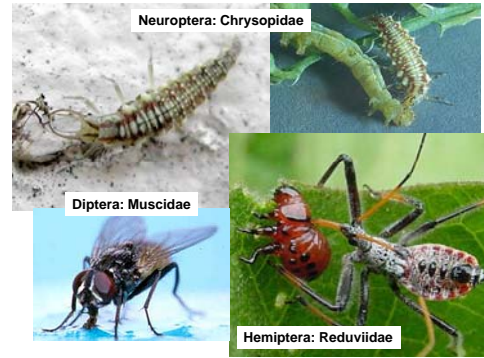 Neuroptera: Chrysopidae
Diptera: Muscidae
Hemiptera: Reduviidae